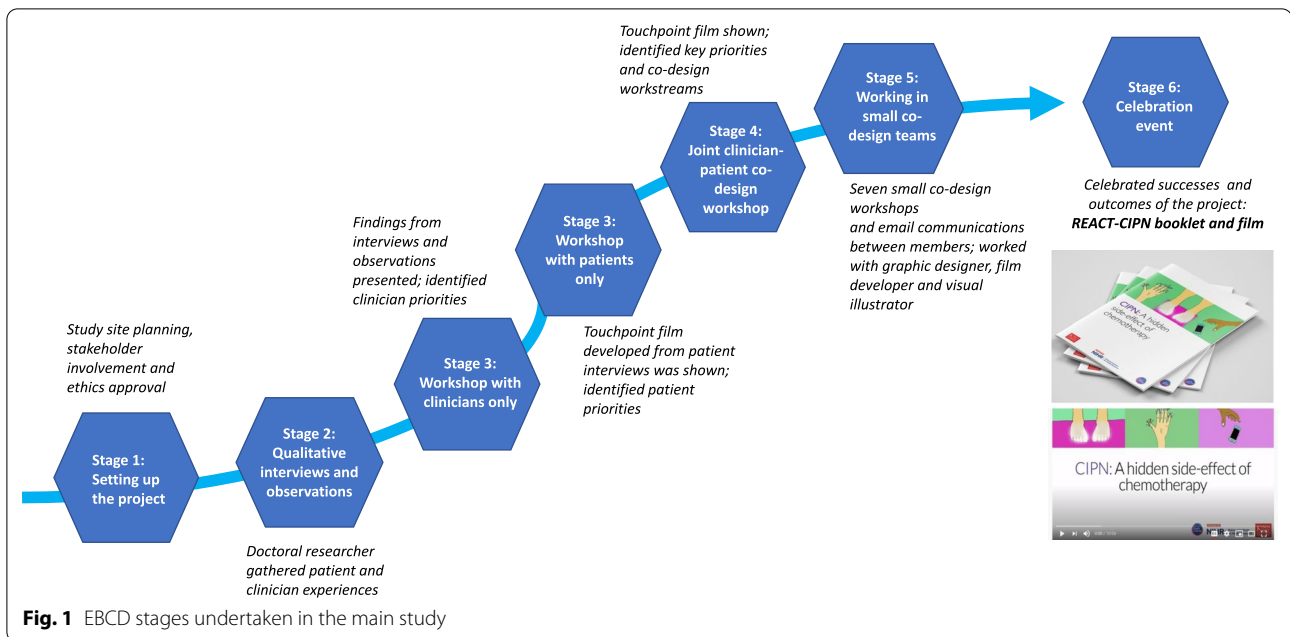 Study site planning,
stakeholder
involvement and
ethics approval
Stage 1:
Setting up
the project
Stage 2:
Qualitative
interviews and
observations
Doctoral researcher
gathered patient and
clinician experiences
Findings from
interviews and
observations
presented; identified
clinician priorities
Stage 3:
Workshop with
clinicians only
Stage 3:
Workshop
with patients
only
Touchpoint film
developed from patient
interviews was shown;
identified patient
priorities
Touchpoint film shown;
identified key priorities
and co-design
workstreams
Stage 4:
Joint clinician-
patient co-
design
workshop
Stage 5:
Working in
small co-
design teams
Seven small co-design
workshops
and email communications
between members; worked
with graphic designer, film
developer and visual
illustrator
Stage 6:
Celebration
event
Celebrated successes and
outcomes of the project:
REACT-CIPN booklet and film
CIPN: A hidden
side-effect of
chemotherapy
CIPN: A hidden side-effect of
chemotherapy
Fig. 1 EBCD stages undertaken in the main study